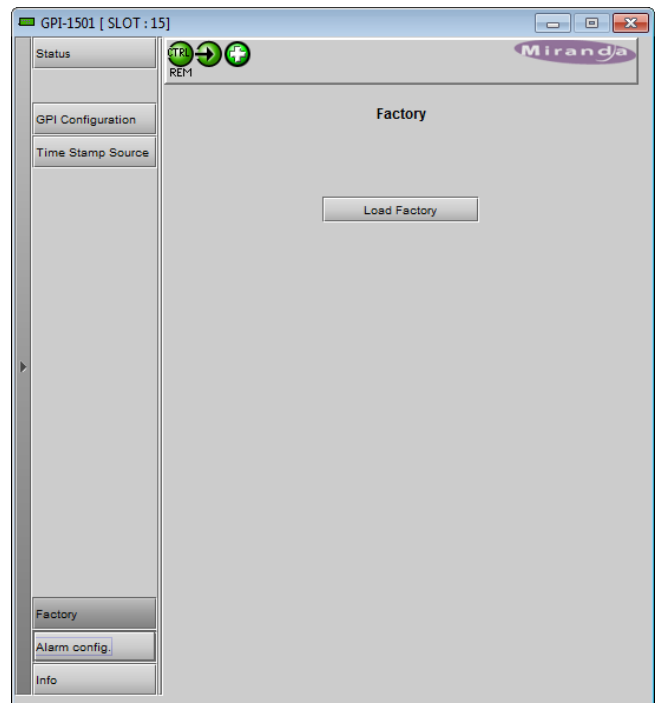 GPI-1501 [ SLOT : 15]
Status
CTRL
REM
Miranda
GPI Configuration
Time Stamp Source
Factory
Load Factory
Factory
Alarm config.
Info